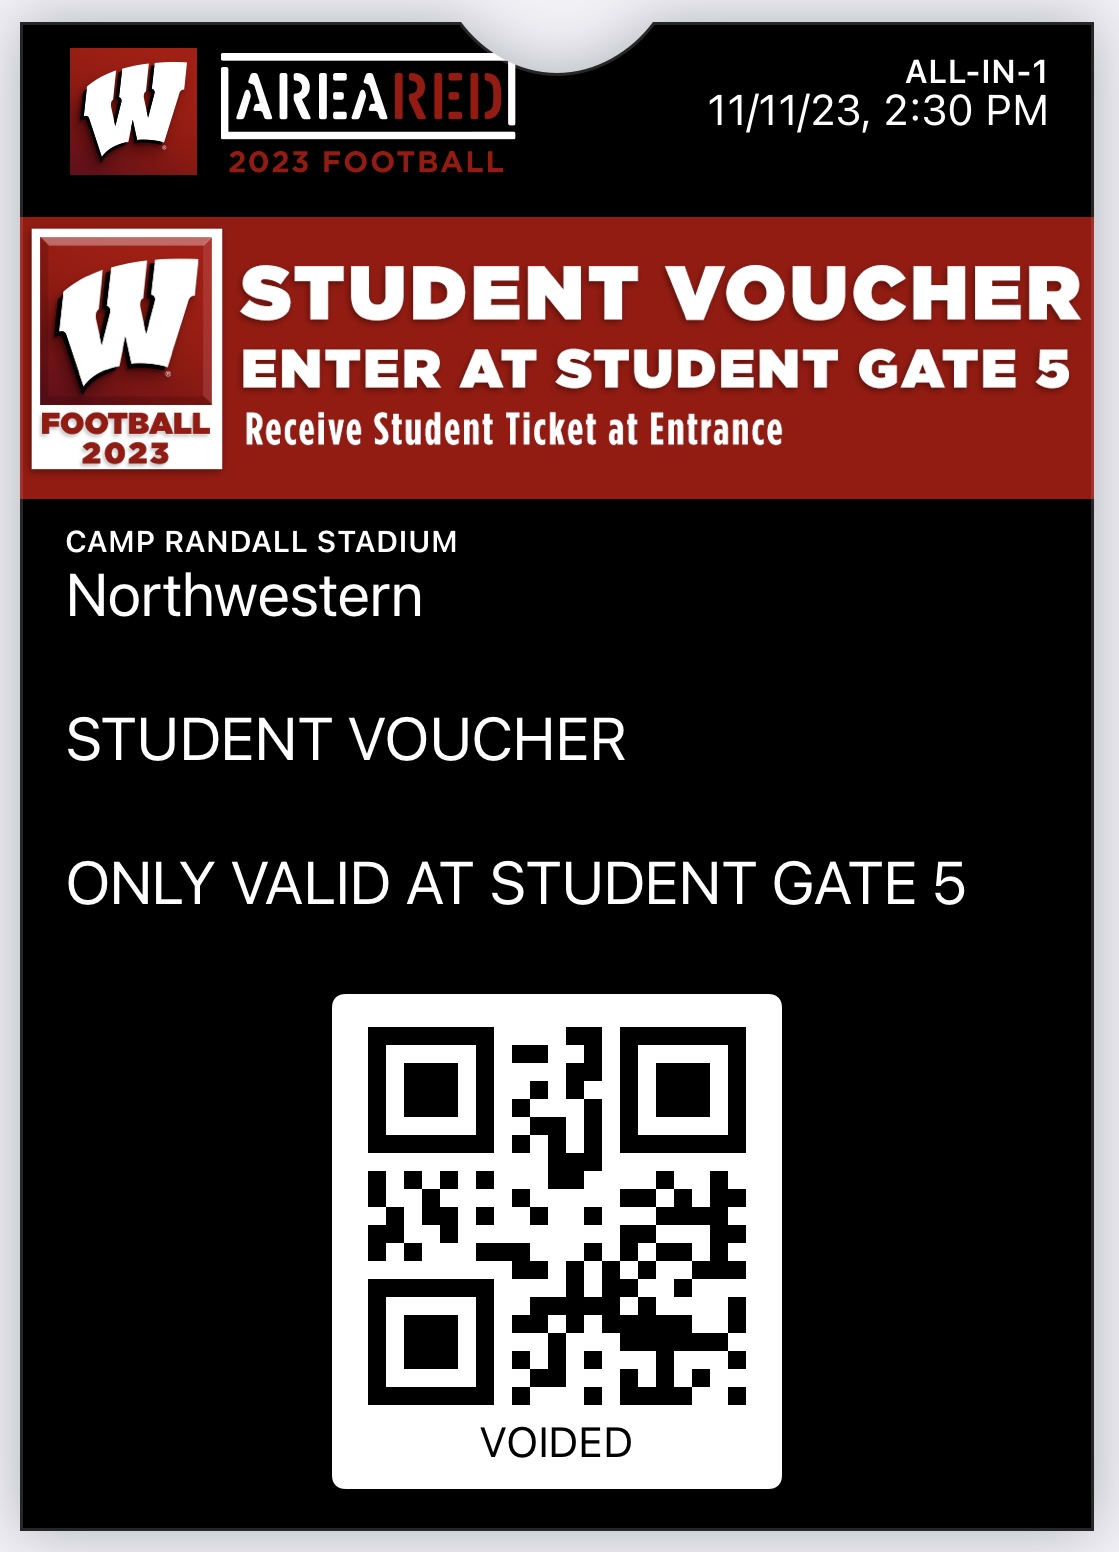 W
AREARED
2023 FOOTBALL
ALL-IN-1
11/11/23, 2:30 PM
W
FOOTBALL
2023
STUDENT VOUCHER
ENTER AT STUDENT GATE 5
Receive Student Ticket at Entrance
CAMP RANDALL STADIUM
Northwestern
STUDENT VOUCHER
ONLY VALID AT STUDENT GATE 5
VOIDED